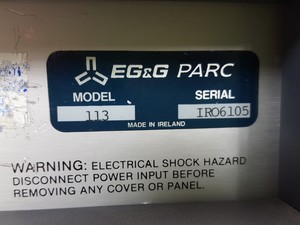 EG&G PARC
MODEL SERIAL
113 IRO6105
MADE IN IRELAND
WARNING: ELECTRICAL SHOCK HAZARD
DISCONNECT POWER INPUT BEFORE
REMOVING ANY COVER OR PANEL.